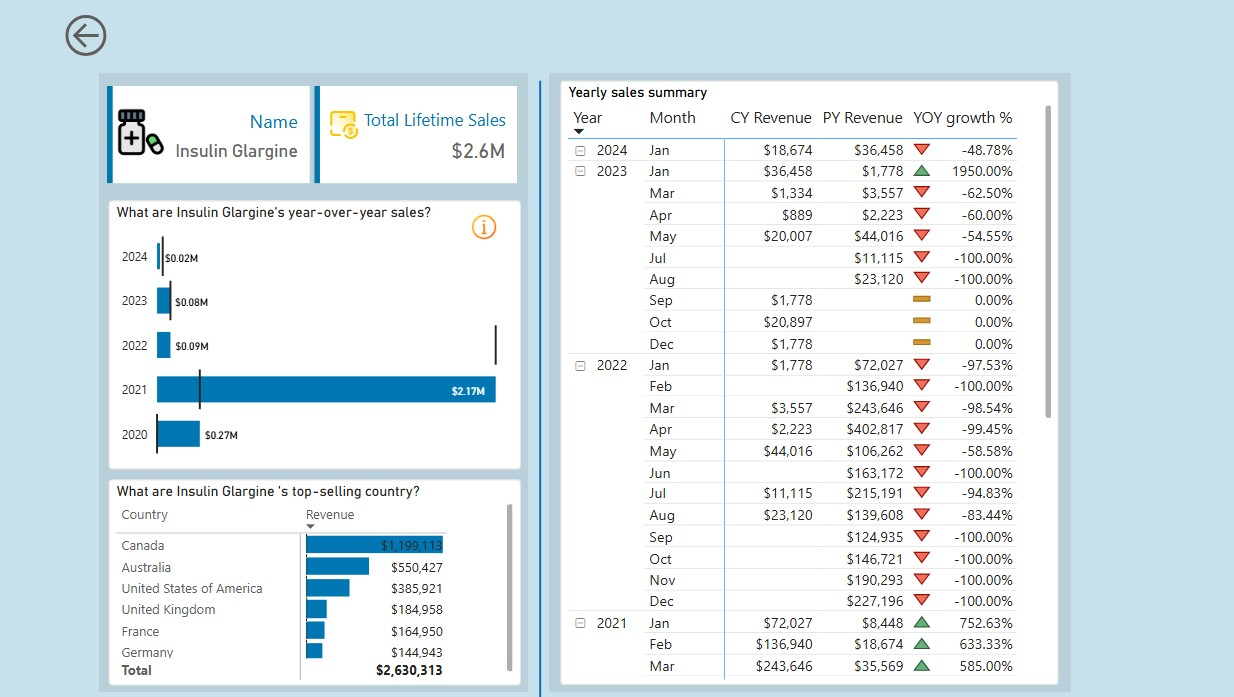 Name
Insulin Glargine
Total Lifetime Sales
$2.6M
What are Insulin Glargine's year-over-year sales?
i
2024 $0.02M
2023 $0.08M
2022 $0.09M
2021 $2.17M
2020 $0.27M
What are Insulin Glargine 's top-selling country?
Country Revenue
Canada $1,199,113
Australia $550,427
United States of America $385,921
United Kingdom $184,958
France $164,950
Germany $144,943
Total $2,630,313
Yearly sales summary
Year Month CY Revenue PY Revenue YOY growth %
2024 Jan $18,674 $36,458 -48.78%
2023 Jan $36,458 $1,778 1950.00%
Mar $1,334 $3,557 -62.50%
Apr $889 $2,223 -60.00%
May $20,007 $44,016 -54.55%
Jul $11,115 -100.00%
Aug $23,120 -100.00%
Sep $1,778 0.00%
Oct $20,897 0.00%
Dec $1,778 0.00%
2022 Jan $1,778 $72,027 -97.53%
Feb $136,940 -100.00%
Mar $3,557 $243,646 -98.54%
Apr $2,223 $402,817 -99.45%
May $44,016 $106,262 -58.58%
Jun $163,172 -100.00%
Jul $11,115 $215,191 -94.83%
Aug $23,120 $139,608 -83.44%
Sep $124,935 -100.00%
Oct $146,721 -100.00%
Nov $190,293 -100.00%
Dec $227,196 -100.00%
2021 Jan $72,027 $8,448 752.63%
Feb $136,940 $18,674 633.33%
Mar $243,646 $35,569 585.00%